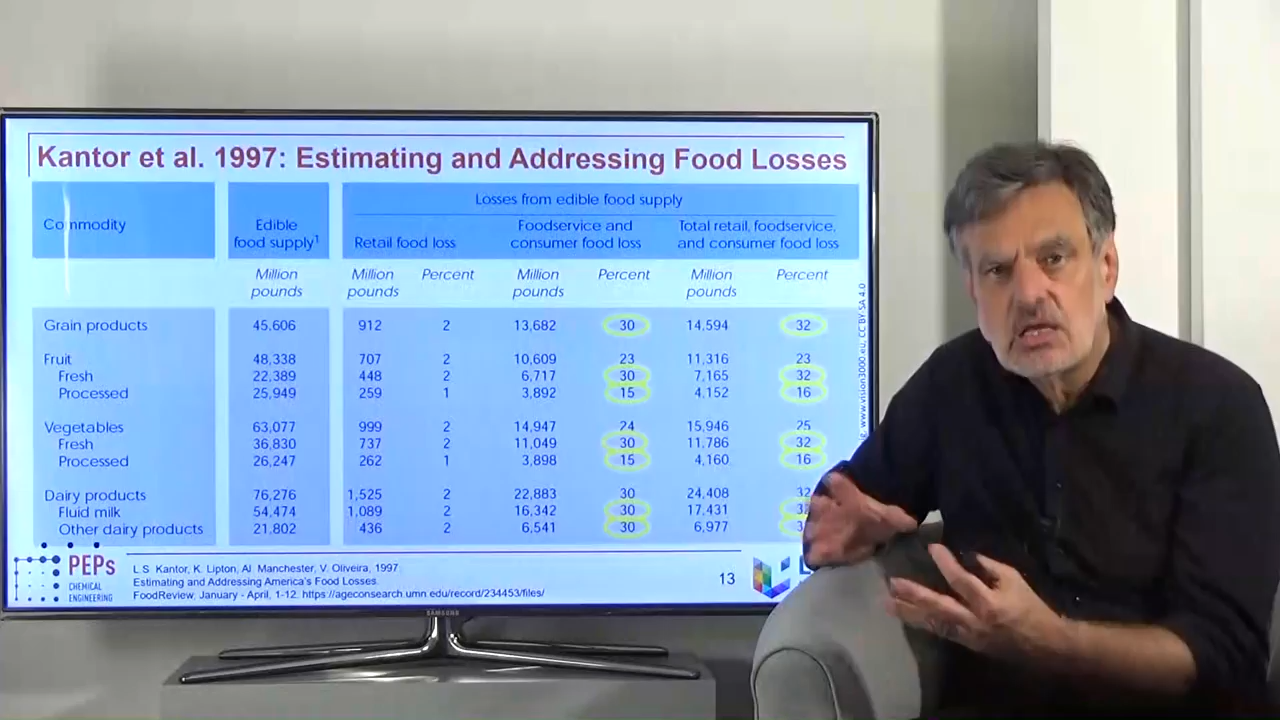 Kantor et al. 1997: Estimating and Addressing Food Losses
Losses from edible food supply
Commodity Edible food supply¹ Retail food loss Foodservice and consumer food loss Total retail, foodservice, and consumer food loss
Million pounds Million pounds Percent Million pounds Percent Million pounds Percent
Grain products 45,606 912 2 13,682 30 14,594 32
Fruit 48,338 707 2 10,609 23 11,316 23
Fresh 22,389 448 2 6,717 30 7,165 32
Processed 25,949 259 1 3,892 15 4,152 16
Vegetables 63,077 999 2 14,947 24 15,946 25
Fresh 36,830 737 2 11,049 30 11,786 32
Processed 26,247 262 1 3,898 15 4,160 16
Dairy products 76,276 1,525 2 22,883 30 24,408 32
Fluid milk 54,474 1,089 2 16,342 30 17,431
Other dairy products 21,802 436 2 6,541 30 6,977
www.vision3000.eu, CC BY-SA 4.0
PEPs
CHEMICAL
ENGINEERING
L.S. Kantor, K. Lipton, Al. Manchester, V. Oliveira, 1997.
Estimating and Addressing America's Food Losses.
FoodReview, January - April, 1-12. https://ageconsearch.umn.edu/record/234453/files/
13
SAMSUNG